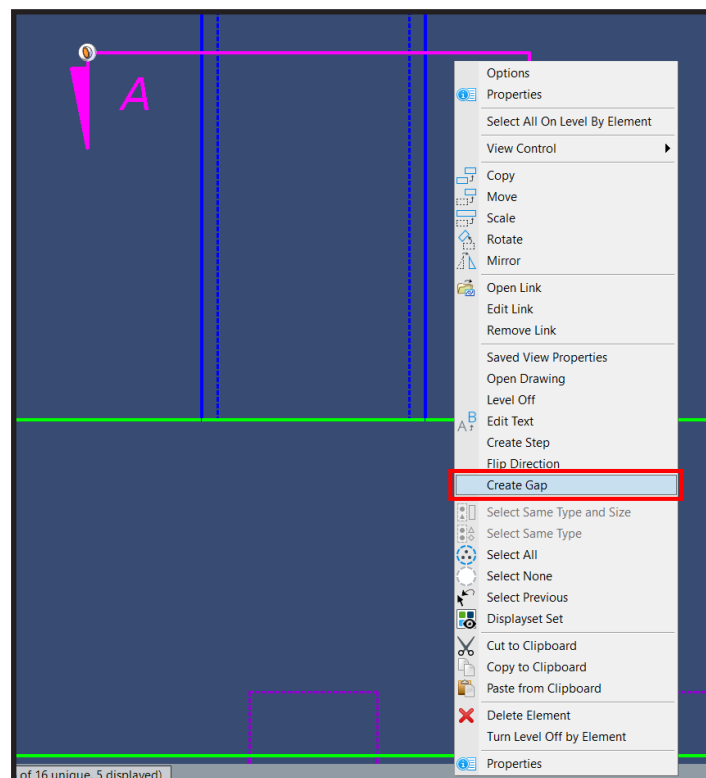 A
Options
Properties
Select All On Level By Element
View Control
Copy
Move
Scale
Rotate
Mirror
Open Link
Edit Link
Remove Link
Saved View Properties
Open Drawing
Level Off
Edit Text
Create Step
Flip Direction
Create Gap
Select Same Type and Size
Select Same Type
Select All
Select None
Select Previous
Displayset Set
Cut to Clipboard
Copy to Clipboard
Paste from Clipboard
Delete Element
Turn Level Off by Element
Properties
of 16 unique, 5 displayed)